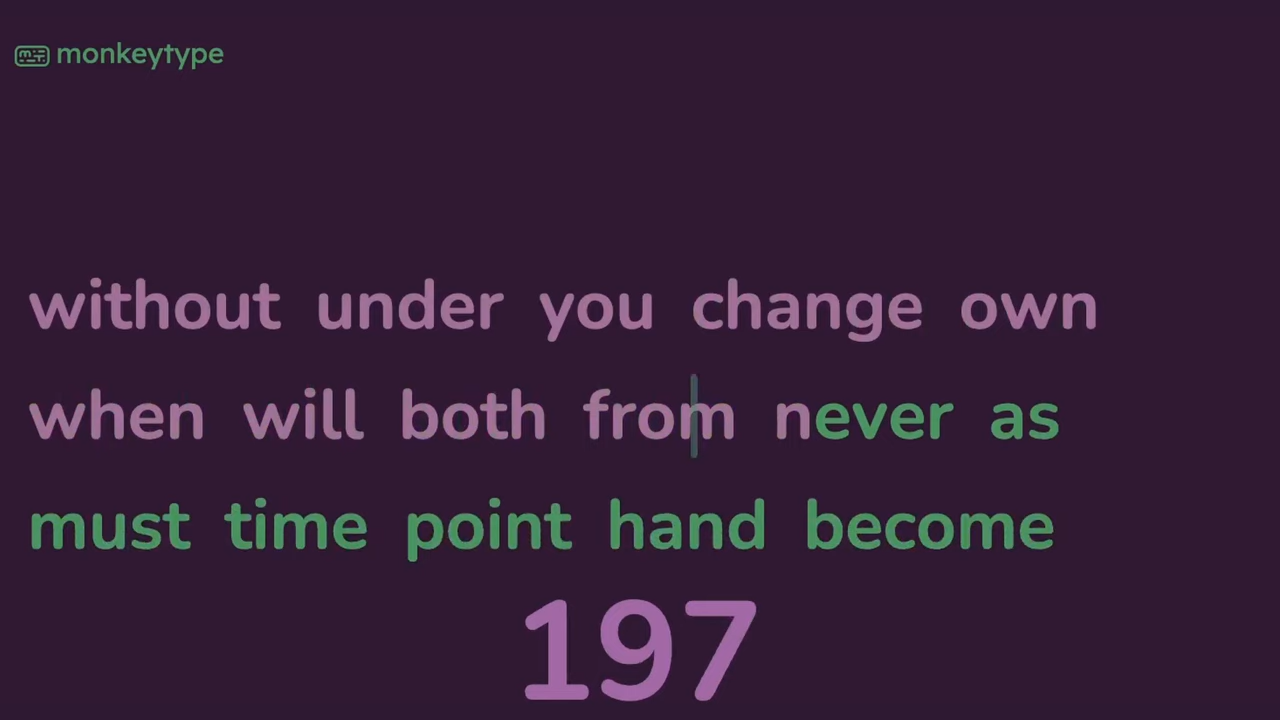 monkeytype
without under you change own
when will both from never as
must time point hand become
197